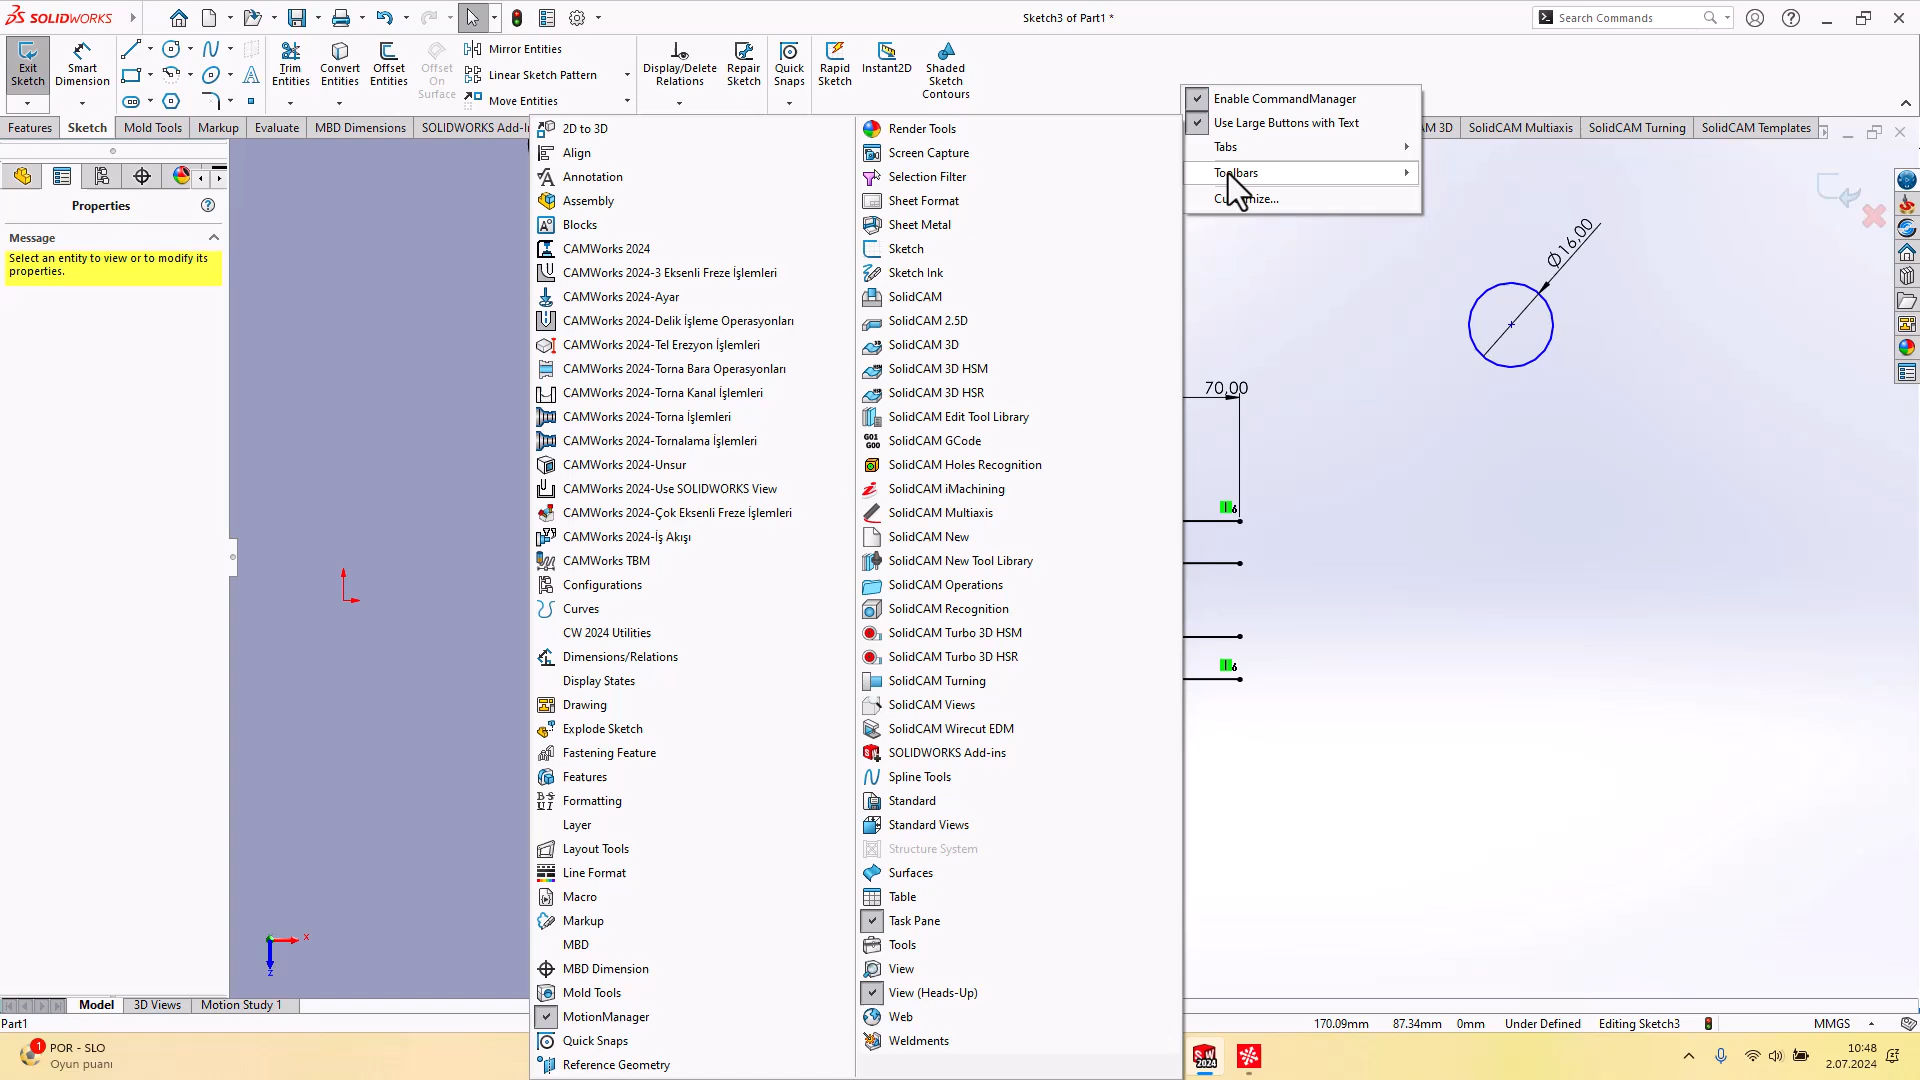 SOLIDWORKS
Sketch3 of Part1 *
Search Commands
Exit Sketch
Smart Dimension
Trim Entities
Convert Entities
Offset Entities
Offset On Surface
Mirror Entities
Linear Sketch Pattern
Move Entities
Display/Delete Relations
Repair Sketch
Quick Snaps
Rapid Sketch
Instant2D
Shaded Sketch Contours
Features
Sketch
Mold Tools
Markup
Evaluate
MBD Dimensions
SOLIDWORKS Add-
AM 3D
SolidCAM Multiaxis
SolidCAM Turning
SolidCAM Templates
Enable CommandManager
Use Large Buttons with Text
Tabs
Toolbars
Properties
Message
Select an entity to view or to modify its
properties.
2D to 3D
Align
Annotation
Assembly
Blocks
CAMWorks 2024
CAMWorks 2024-3 Eksenli Freze İşlemleri
CAMWorks 2024-Ayar
CAMWorks 2024-Delik İşleme Operasyonları
CAMWorks 2024-Tel Erezyon İşlemleri
CAMWorks 2024-Torna Bara Operasyonları
CAMWorks 2024-Torna Kanal İşlemleri
CAMWorks 2024-Torna İşlemleri
CAMWorks 2024-Tornalama İşlemleri
CAMWorks 2024-Unsur
CAMWorks 2024-Use SOLIDWORKS View
CAMWorks 2024-Çok Eksenli Freze İşlemleri
CAMWorks 2024-İş Akışı
CAMWorks TBM
Configurations
Curves
CW 2024 Utilities
Dimensions/Relations
Display States
Drawing
Explode Sketch
Fastening Feature
Features
Formatting
Layer
Layout Tools
Line Format
Macro
Markup
MBD
MBD Dimension
Mold Tools
MotionManager
Quick Snaps
Reference Geometry
Render Tools
Screen Capture
Selection Filter
Sheet Format
Sheet Metal
Sketch
Sketch Ink
SolidCAM
SolidCAM 2.5D
SolidCAM 3D
SolidCAM 3D HSM
SolidCAM 3D HSR
SolidCAM Edit Tool Library
G01
G00
SolidCAM GCode
SolidCAM Holes Recognition
SolidCAM iMachining
SolidCAM Multiaxis
SolidCAM New
SolidCAM New Tool Library
SolidCAM Operations
SolidCAM Recognition
SolidCAM Turbo 3D HSM
SolidCAM Turbo 3D HSR
SolidCAM Turning
SolidCAM Views
SolidCAM Wirecut EDM
SOLIDWORKS Add-ins
Spline Tools
Standard
Standard Views
Structure System
Surfaces
Table
Task Pane
Tools
View
View (Heads-Up)
Web
Weldments
Φ16,00
70,00
6
6
X
Z
Model
3D Views
Motion Study 1
Part1
170.09mm
87.34mm
0mm
Under Defined
Editing Sketch3
MMGS
1
POR - SLO
Oyun puanı
SW
2024
10:48
2.07.2024